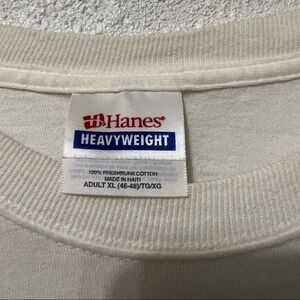 Hanes®
HEAVYWEIGHT
100% PRESHRUNK COTTON
MADE IN HAITI
ADULT XL (46-48)/TG/XG